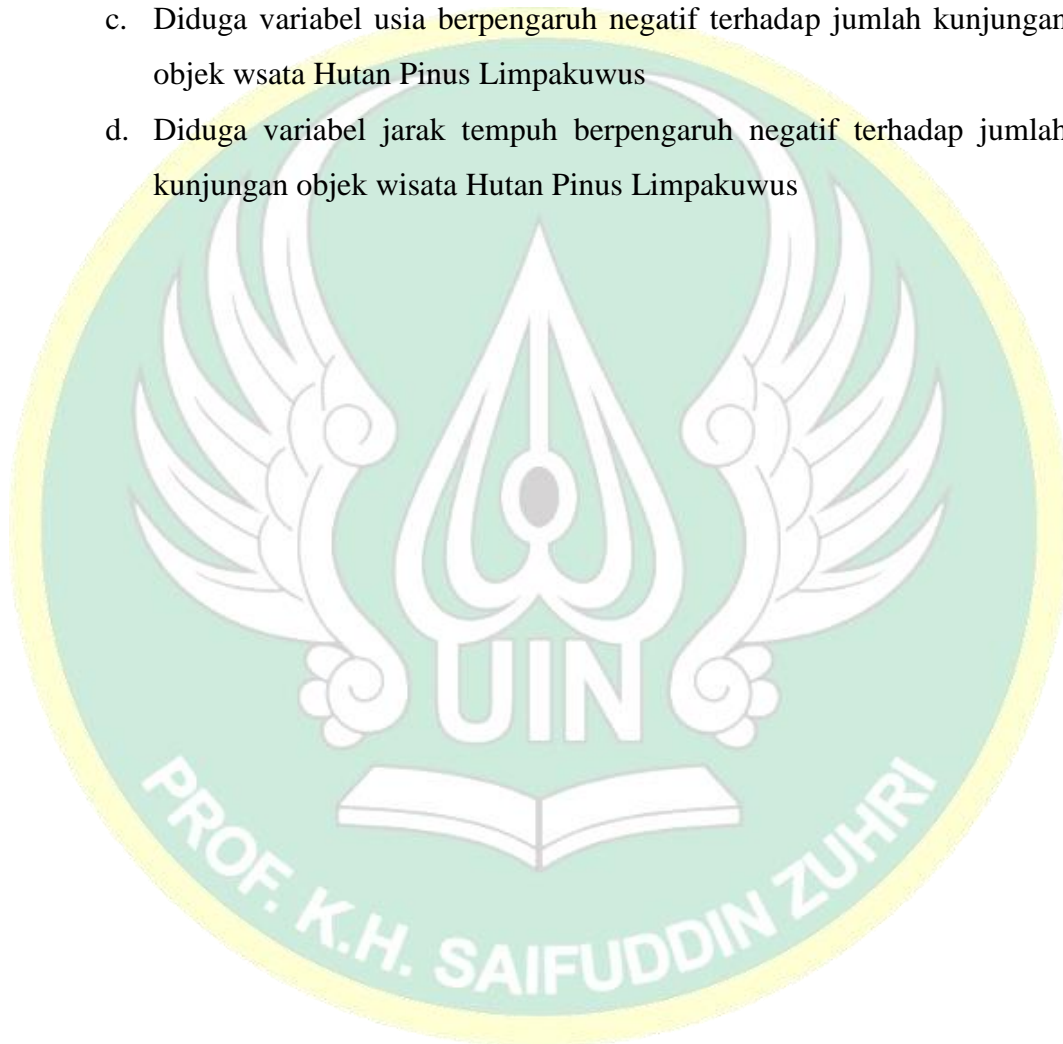 c. Diduga variabel usia berpengaruh negatif terhadap jumlah kunjungan
objek wsata Hutan Pinus Limpakuwus
d. Diduga variabel jarak tempuh berpengaruh negatif terhadap jumlah
kunjungan objek wisata Hutan Pinus Limpakuwus
UIN
PROF. K.H. SAIFUDDIN ZUHRI